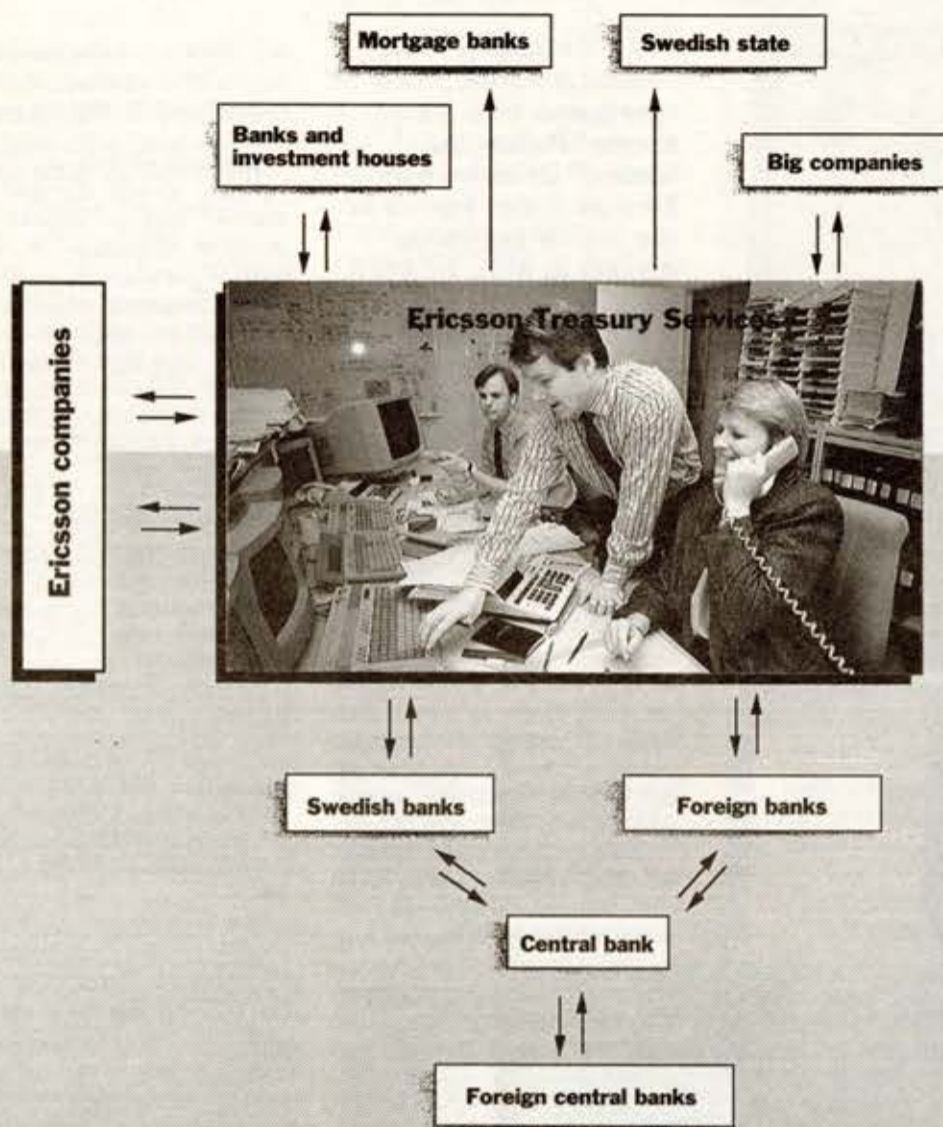 Mortgage banks
Swedish state
Banks and
investment houses
Big companies
Ericsson Treasury Services
Ericsson companies
Swedish banks
Foreign banks
Central bank
Foreign central banks